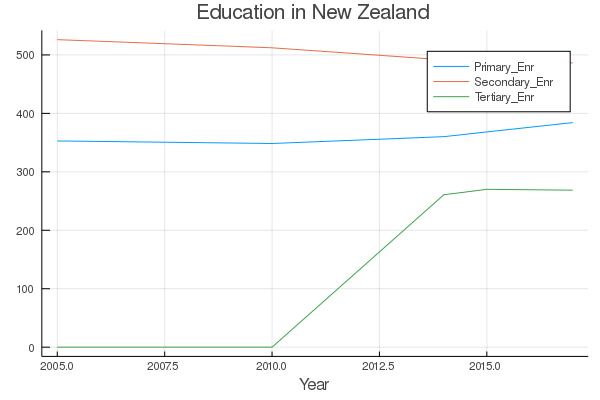 Education in New Zealand
500
400
300
200
100
0
Primary_Enr
Secondary_Enr
Tertiary_Enr
2005.0 2007.5 2010.0 2012.5 2015.0
Year